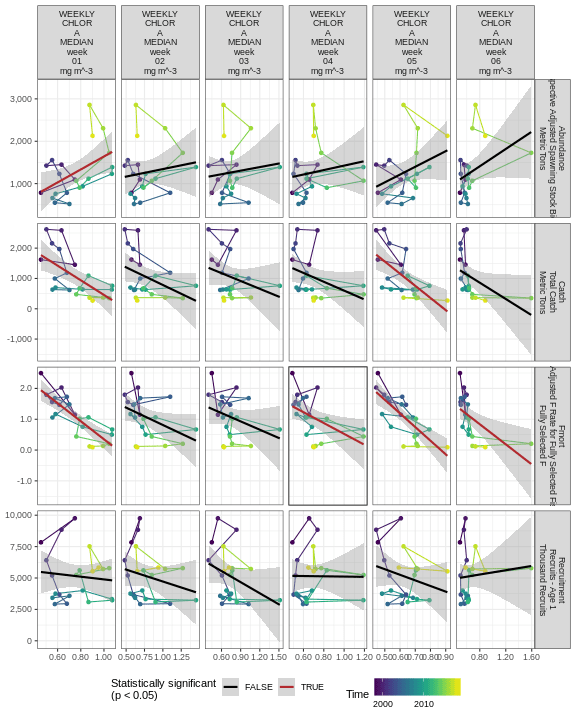 WEEKLY
CHLOR
A
MEDIAN
week
01
mg m^-3
WEEKLY
CHLOR
A
MEDIAN
week
02
mg m^-3
WEEKLY
CHLOR
A
MEDIAN
week
03
mg m^-3
WEEKLY
CHLOR
A
MEDIAN
week
04
mg m^-3
WEEKLY
CHLOR
A
MEDIAN
week
05
mg m^-3
WEEKLY
CHLOR
A
MEDIAN
week
06
mg m^-3
3,000
2,000
1,000
Abundance
Adjusted Spawning Stock
Metric Tons
2,000
1,000
0
-1,000
Catch
Total Catch
Metric Tons
2.0
1.0
0.0
-1.0
Fmort
Adjusted F Rate for Fully Selected
Fully Selected F
10,000
7,500
5,000
2,500
0
Recruitment
Recruits - Age 1
Thousand Recruits
0.60 0.80 1.00
0.50 0.75 1.00 1.25
0.60 0.90 1.20 1.50
0.60 0.80 1.00 1.20
0.50 0.60 0.70 0.80 0.90
0.80 1.20 1.60
Statistically significant
(p < 0.05)
FALSE
TRUE
Time
2000
2010